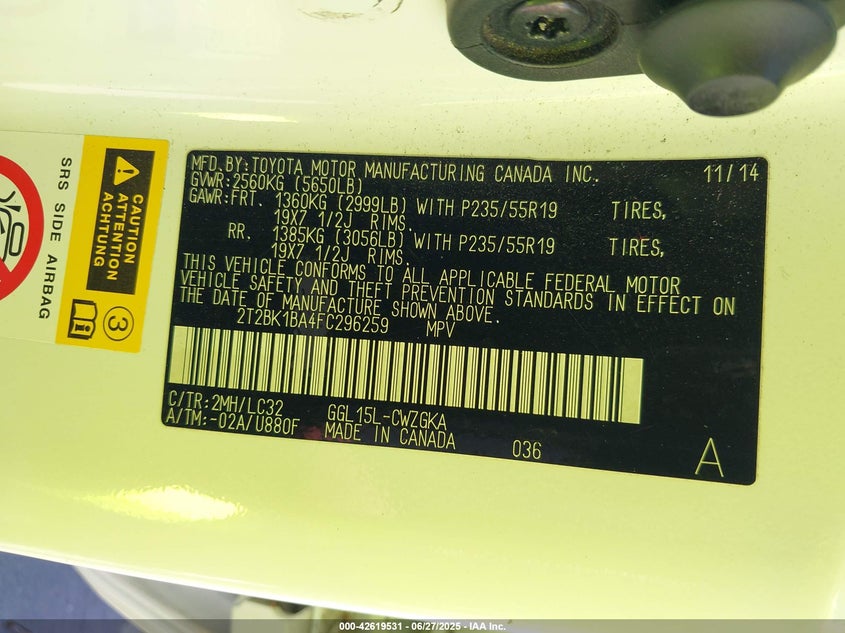 SRS SIDE AIRBAG
CAUTION
ATTENTION
ACHTUNG
3
MFD.BY:TOYOTA MOTOR MANUFACTURING CANADA INC. 11/14
GVWR:2560KG (5650LB)
GAWR:FRT. 1360KG (2999LB) WITH P235/55R19 TIRES,
19X7 1/2J RIMS.
RR. 1385KG (3056LB) WITH P235/55R19 TIRES,
19X7 1/2J RIMS.
THIS VEHICLE CONFORMS TO ALL APPLICABLE FEDERAL MOTOR
VEHICLE SAFETY AND THEFT PREVENTION STANDARDS IN EFFECT ON
THE DATE OF MANUFACTURE SHOWN ABOVE.
2T2BK1BA4FC296259 MPV
C/TR:2MH/LC32 GGL15L-CWZGKA
A/TM:-02A/U880F MADE IN CANADA 036
A
000-42619531 - 06/27/2025 - IAA Inc.